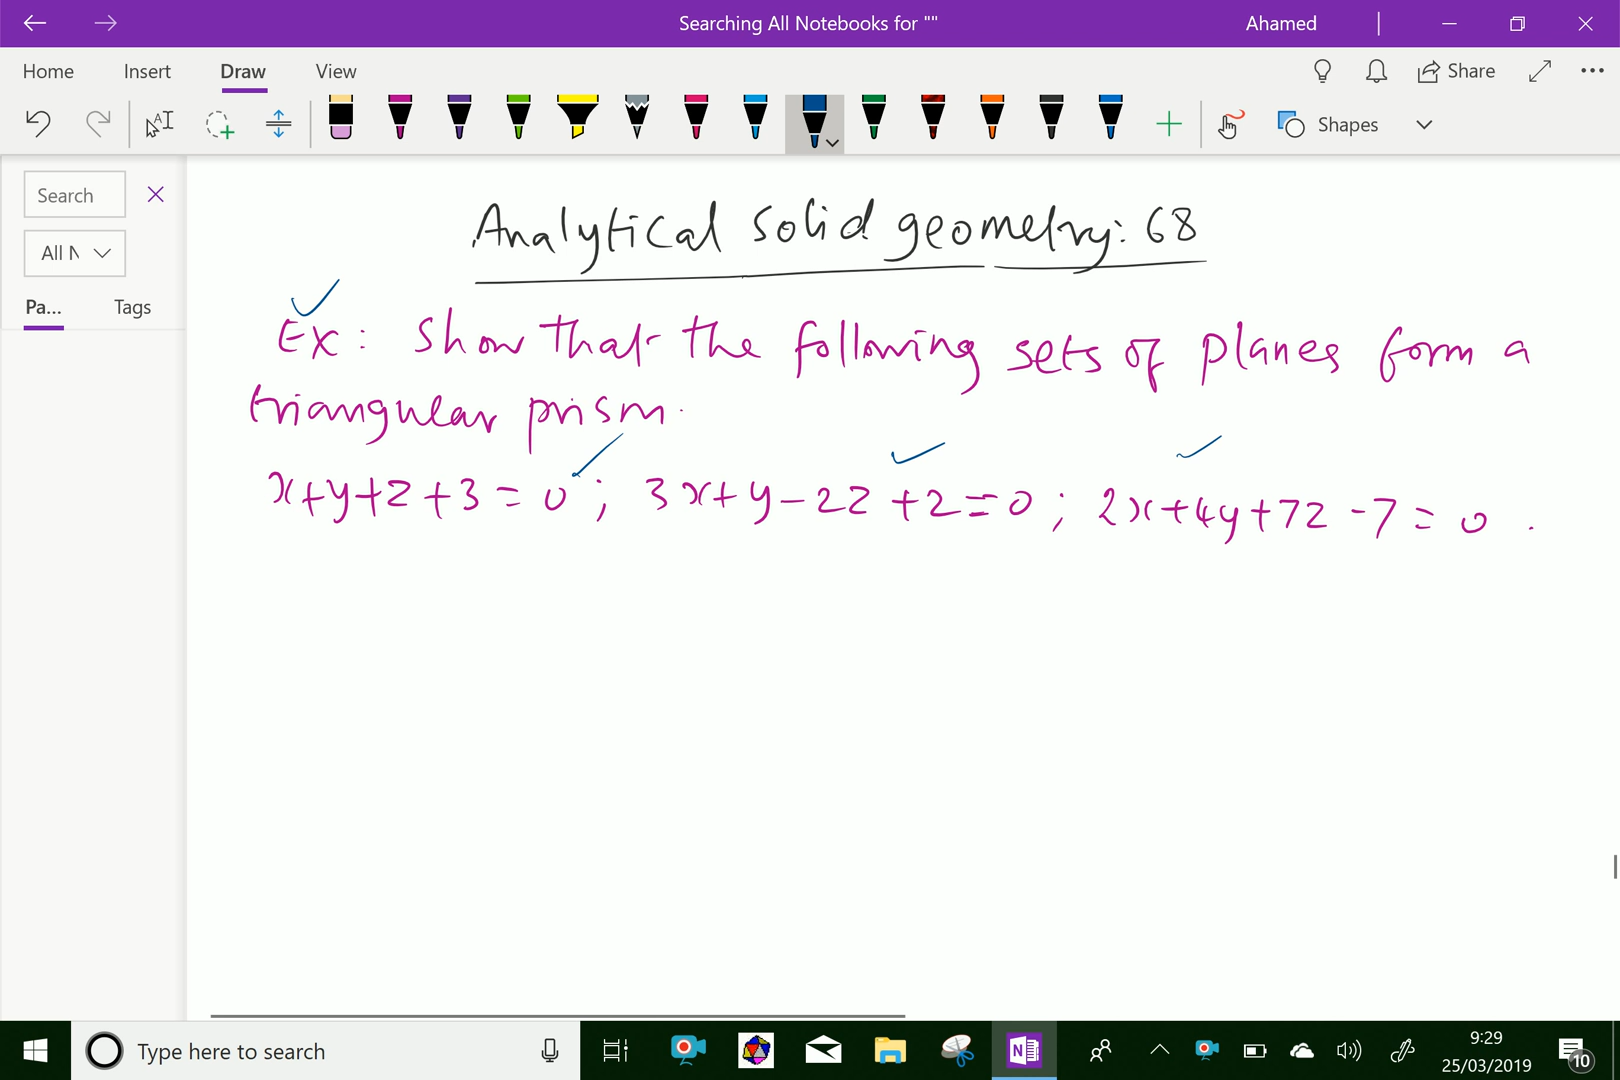 Searching All Notebooks for ""
Ahamed
Home Insert Draw View
Share
Shapes
Search
All N
Pa... Tags
Analytical solid geometry: 68
Ex: Show that the following sets of planes form a
triangular prism.
x+y+z+3=0; 3x+y-2z+2=0; 2x+4y+7z-7=0.
Type here to search
N
9:29
25/03/2019
10